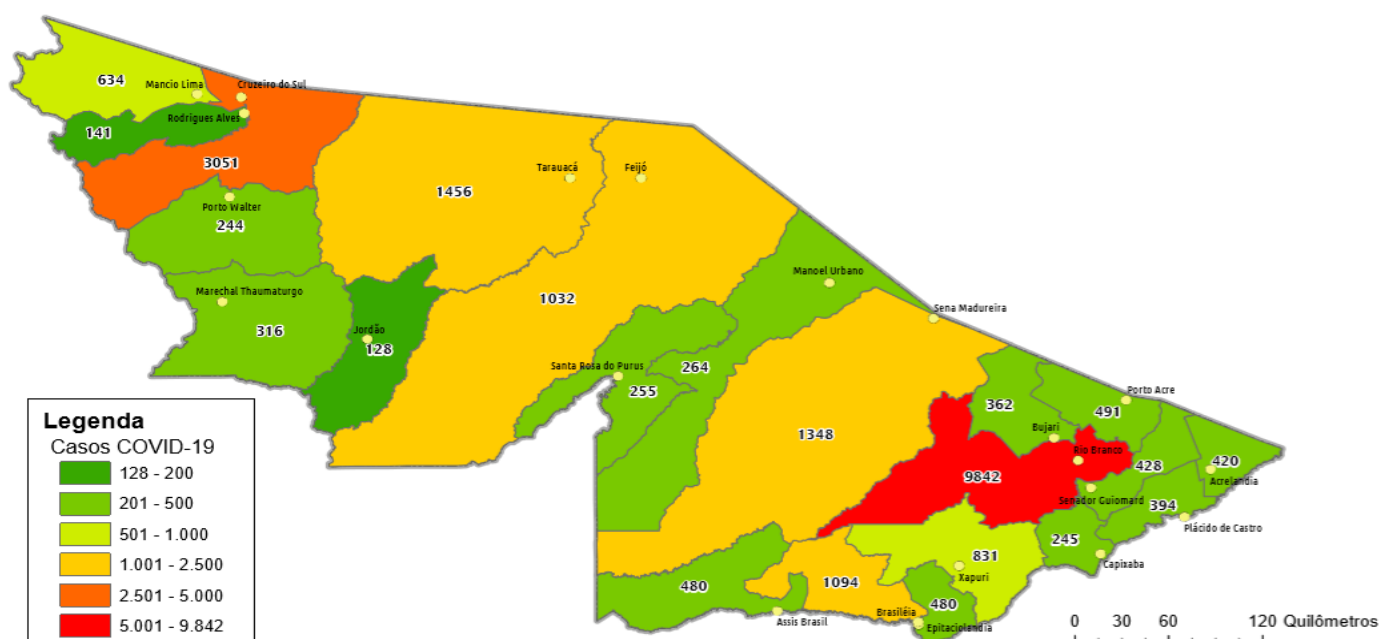 634
Mancio Lima
Cruzeiro do Sul
Rodrigues Alves
141
3051
Tarauacá
Feijó
1456
Porto Walter
244
Manoel Urbano
Marechal Thaumaturgo
1032
Sena Madureira
316
Jordão
128
Santa Rosa do Purus
264
255
Porto Acre
362
491
Bujari
1348
Rio Branco
9842
428
420
Acrelandia
Senador Guiomard
394
Plácido de Castro
245
831
Capixaba
Xapuri
480
1094
480
Brasiléia
Assis Brasil
Epitaciolendia
Legenda
Casos COVID-19
128 - 200
201 - 500
501 - 1.000
1.001 - 2.500
2.501 - 5.000
5.001 - 9.842
0 30 60 120 Quilômetros